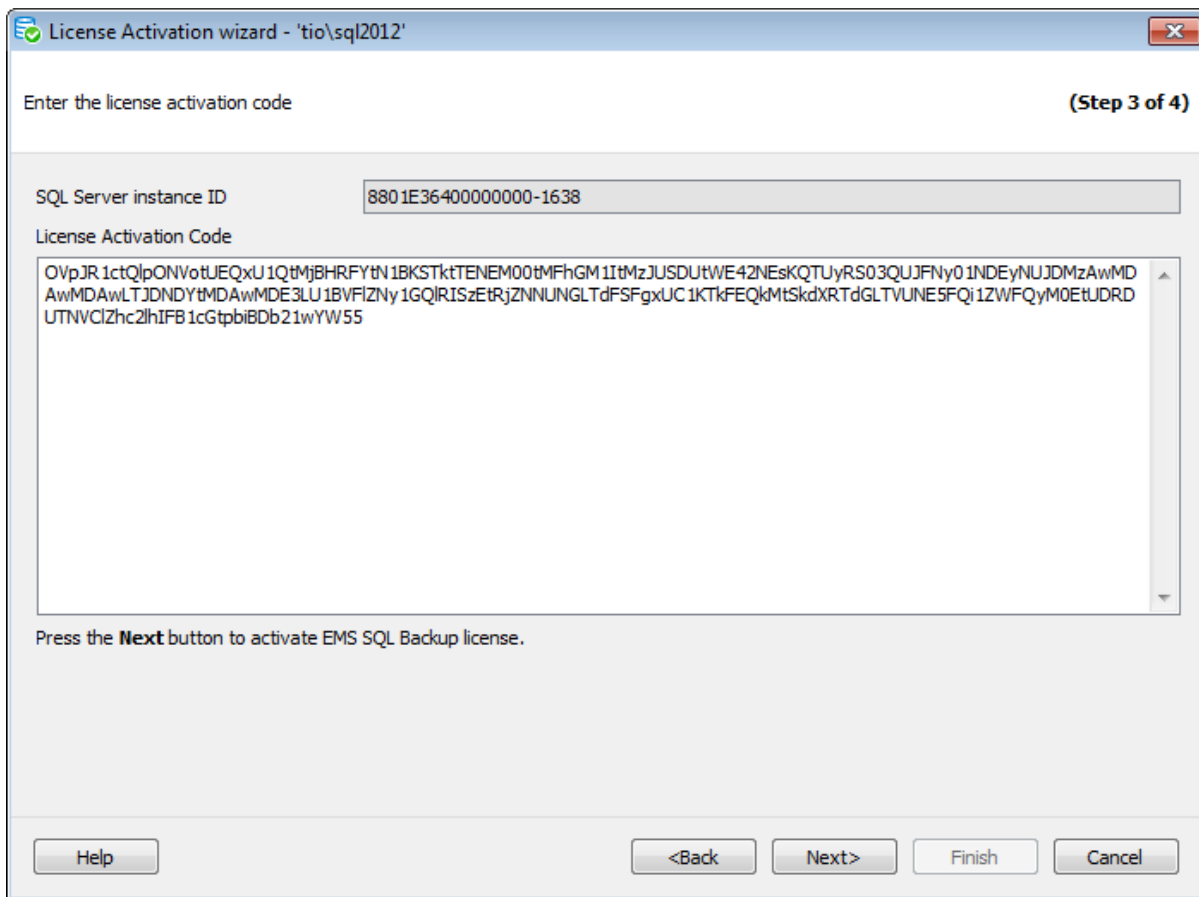 License Activation wizard - 'tio\sql2012'
Enter the license activation code
(Step 3 of 4)
SQL Server instance ID
8801E36400000000-1638
License Activation Code
OVpJR1ctQlpONVotUEQxU1QtMjBHRFYtN1BKSTktTENEM00tMFhGM1ItMzJUSDUtWE42NEsKQTUyRS03QUJFNy01NDEyNUJDMzAwMD
AwMDAwLTJDNDYtMDAwMDE3LU1BVFlZNy1GQlRISzEtRjZNNUNGLTdFSFgxUC1KTkFEQkMtSkdXRTdGLTVUNE5FQi1ZWFQyM0EtUDRD
UTNVClZhc2lhIFB1cGtpbiBDb21wYW55
Press the Next button to activate EMS SQL Backup license.
Help
<Back
Next>
Finish
Cancel